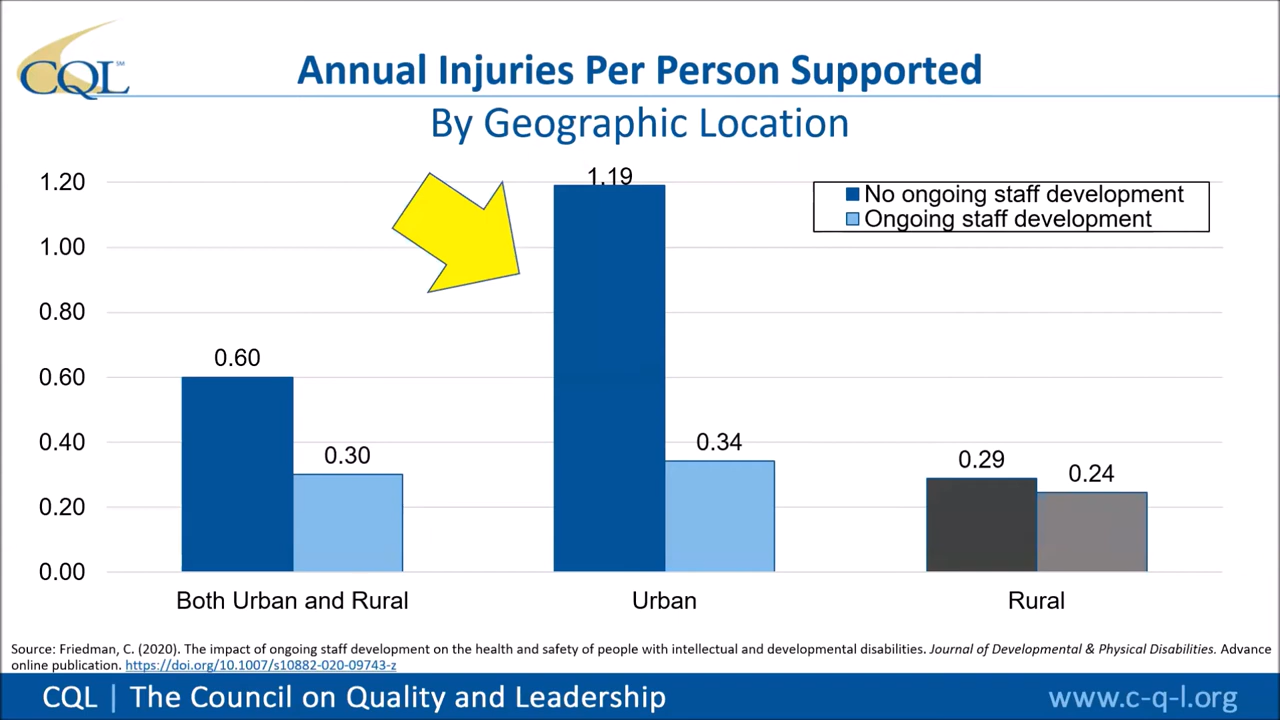 CQL SM
Annual Injuries Per Person Supported
By Geographic Location
1.20
1.00
0.80
0.60
0.40
0.20
0.00
No ongoing staff development
Ongoing staff development
0.60
0.30
1.19
0.34
0.29
0.24
Both Urban and Rural
Urban
Rural
Source: Friedman, C. (2020). The impact of ongoing staff development on the health and safety of people with intellectual and developmental disabilities. Journal of Developmental & Physical Disabilities. Advance
online publication. https://doi.org/10.1007/s10882-020-09743-z
CQL | The Council on Quality and Leadership
www.c-q-l.org